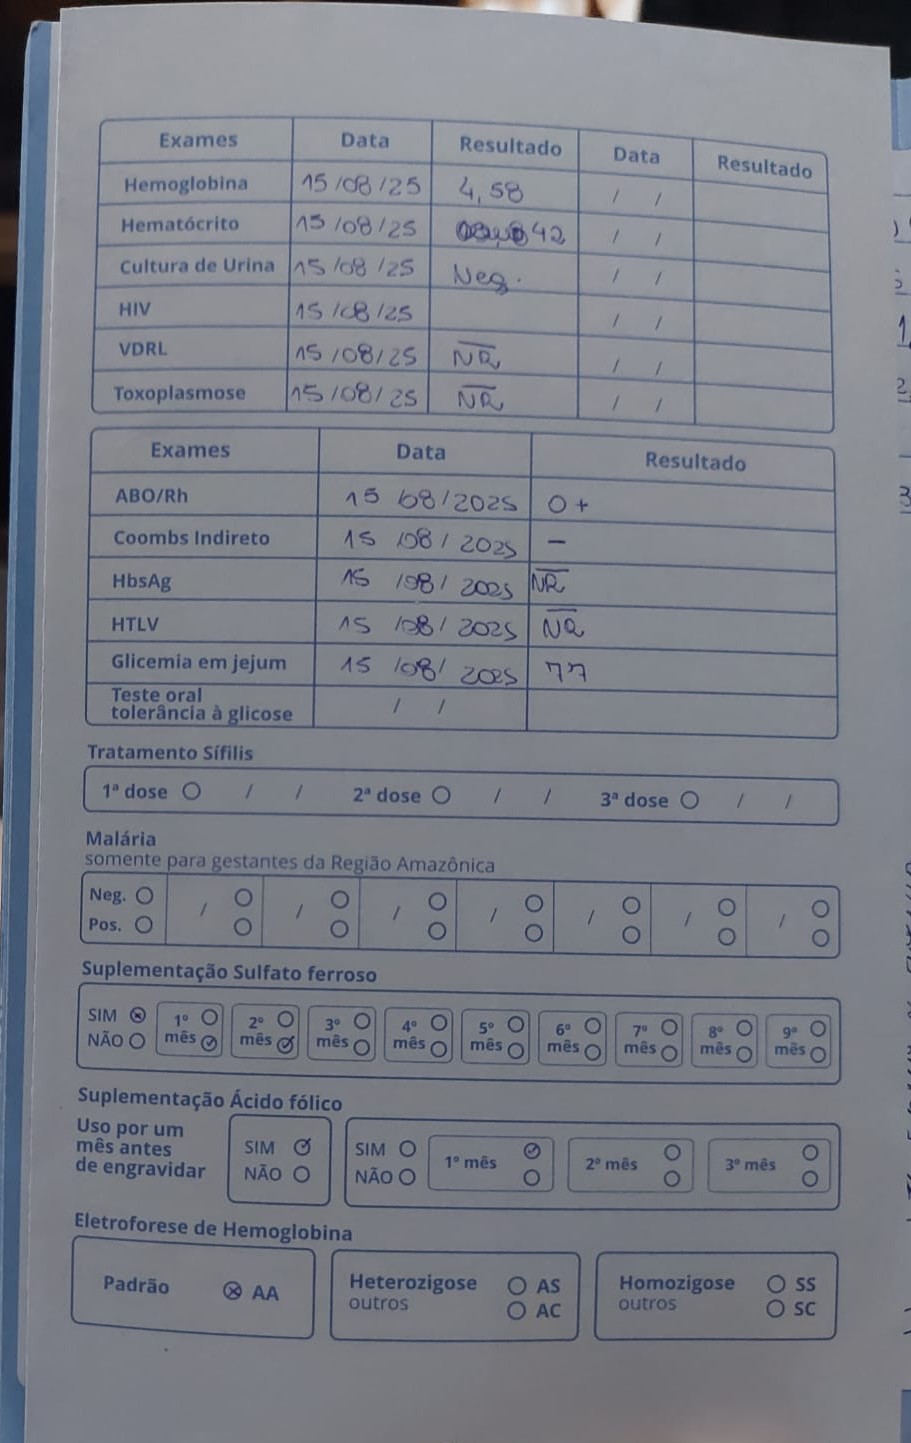 Exames Data Resultado Data Resultado
Hemoglobina 15/08/25 4,58 / /
Hematócrito 15/08/25 42 / /
Cultura de Urina 15/08/25 Neg. / /
HIV 15/08/25 / /
VDRL 15/08/25 NR / /
Toxoplasmose 15/08/25 NR / /
Exames Data Resultado
ABO/Rh 15 08/2025 O+
Coombs Indireto 15/08/2025 —
HbsAg 15/08/2025 NR
HTLV 15/08/2025 NR
Glicemia em jejum 15/08/2025 77
Teste oral
tolerância à glicose / /
Tratamento Sífilis
1ª dose / / 2ª dose / / 3ª dose / /
Malária
somente para gestantes da Região Amazônica
Neg.
Pos. / / / / / / /
Suplementação Sulfato ferroso
SIM 1º 2º 3º 4º 5º 6º 7º 8º 9º
NÃO mês mês mês mês mês mês mês mês mês
Suplementação Ácido fólico
Uso por um
mês antes
de engravidar
SIM
NÃO
SIM
NÃO
1º mês 2º mês 3º mês
Eletroforese de Hemoglobina
Padrão AA
Heterozigose AS
outros AC
Homozigose SS
outros SC